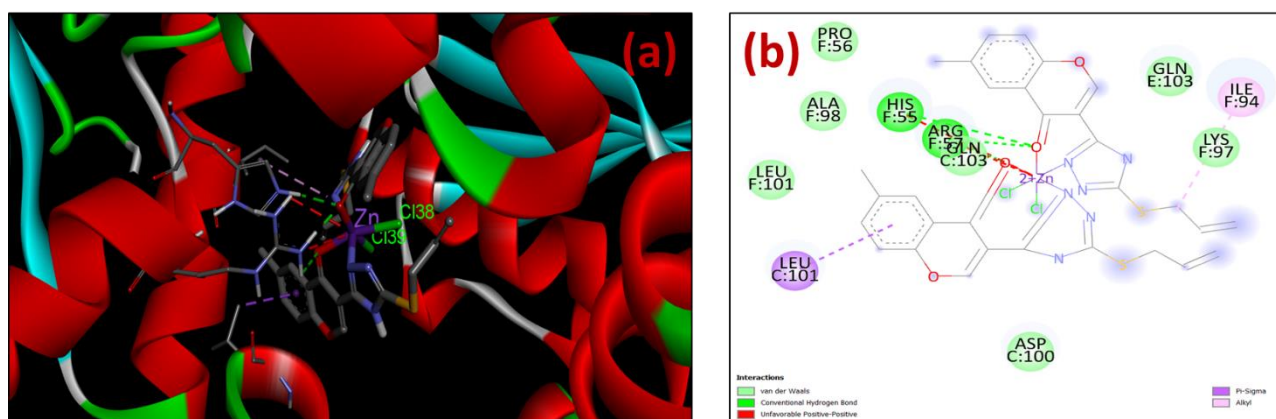 (a)
Zn
Cl38
Cl39
(b)
PRO
F:56
GLN
E:103
ILE
F:94
HIS
F:55
ALA
F:98
ARG
F:57
GLN
C:103
LYS
F:97
LEU
F:101
LEU
C:101
ASP
C:100
O
O
O
O
2+Zn
Cl
Cl
N
N
N
N
N
N
S
S
Interactions
van der Waals
Conventional Hydrogen Bond
Unfavorable Positive-Positive
Pi-Sigma
Alkyl